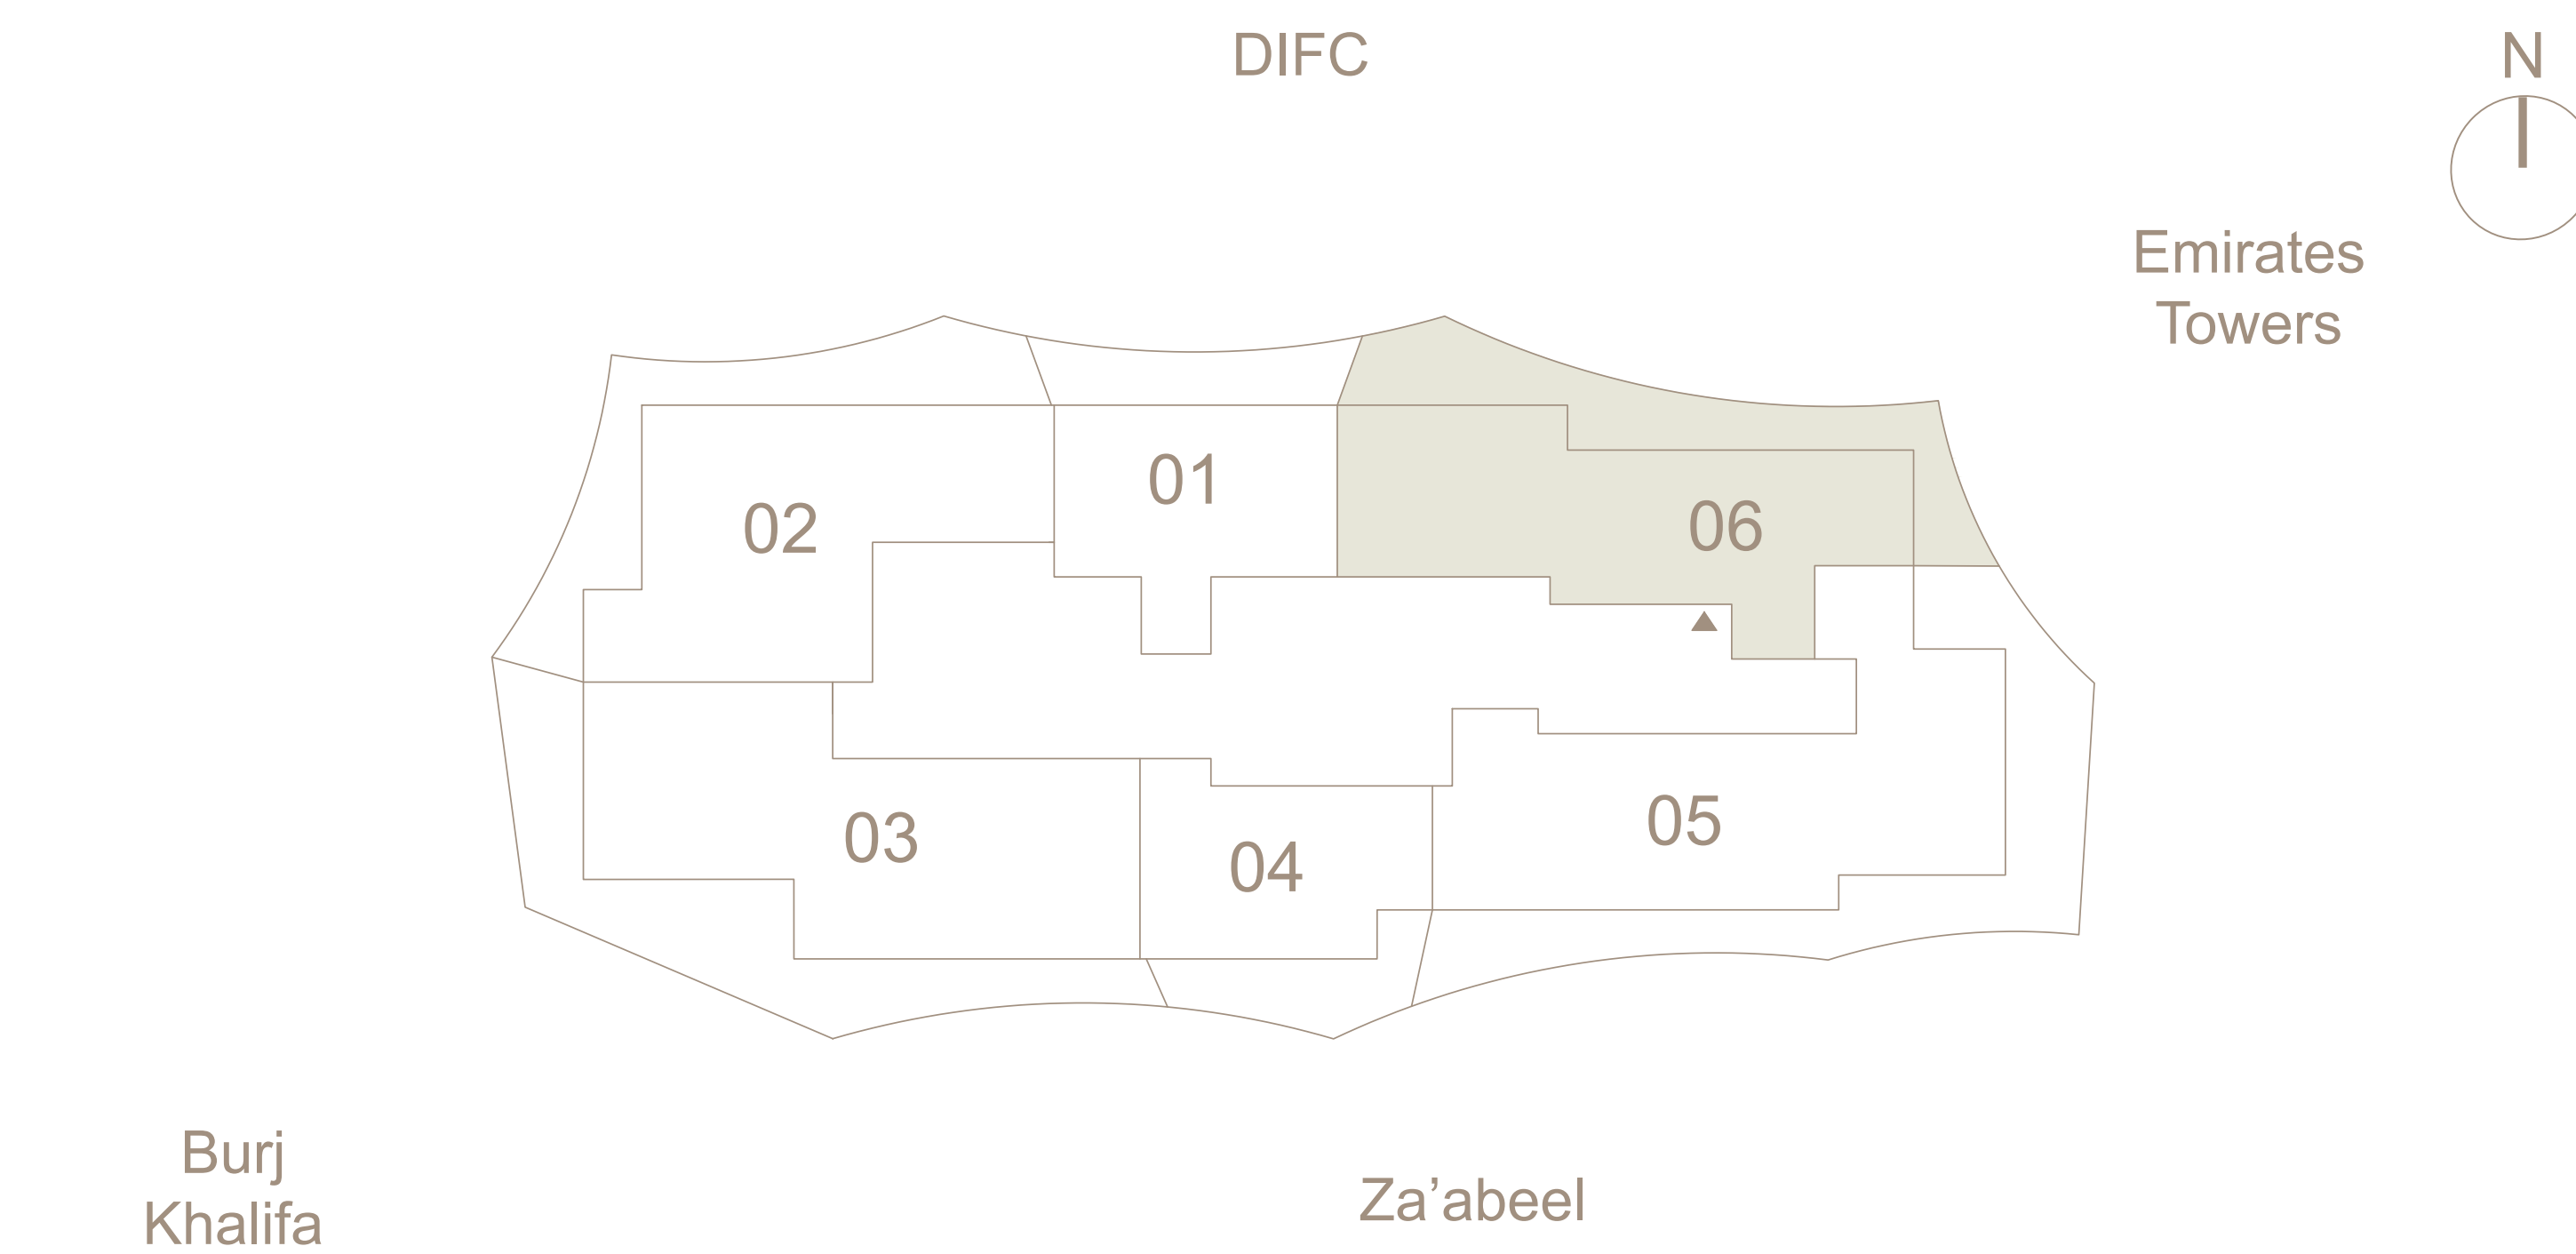 DIFC
N
Emirates
Towers
01
02
06
03
04
05
Burj
Khalifa
Za’abeel